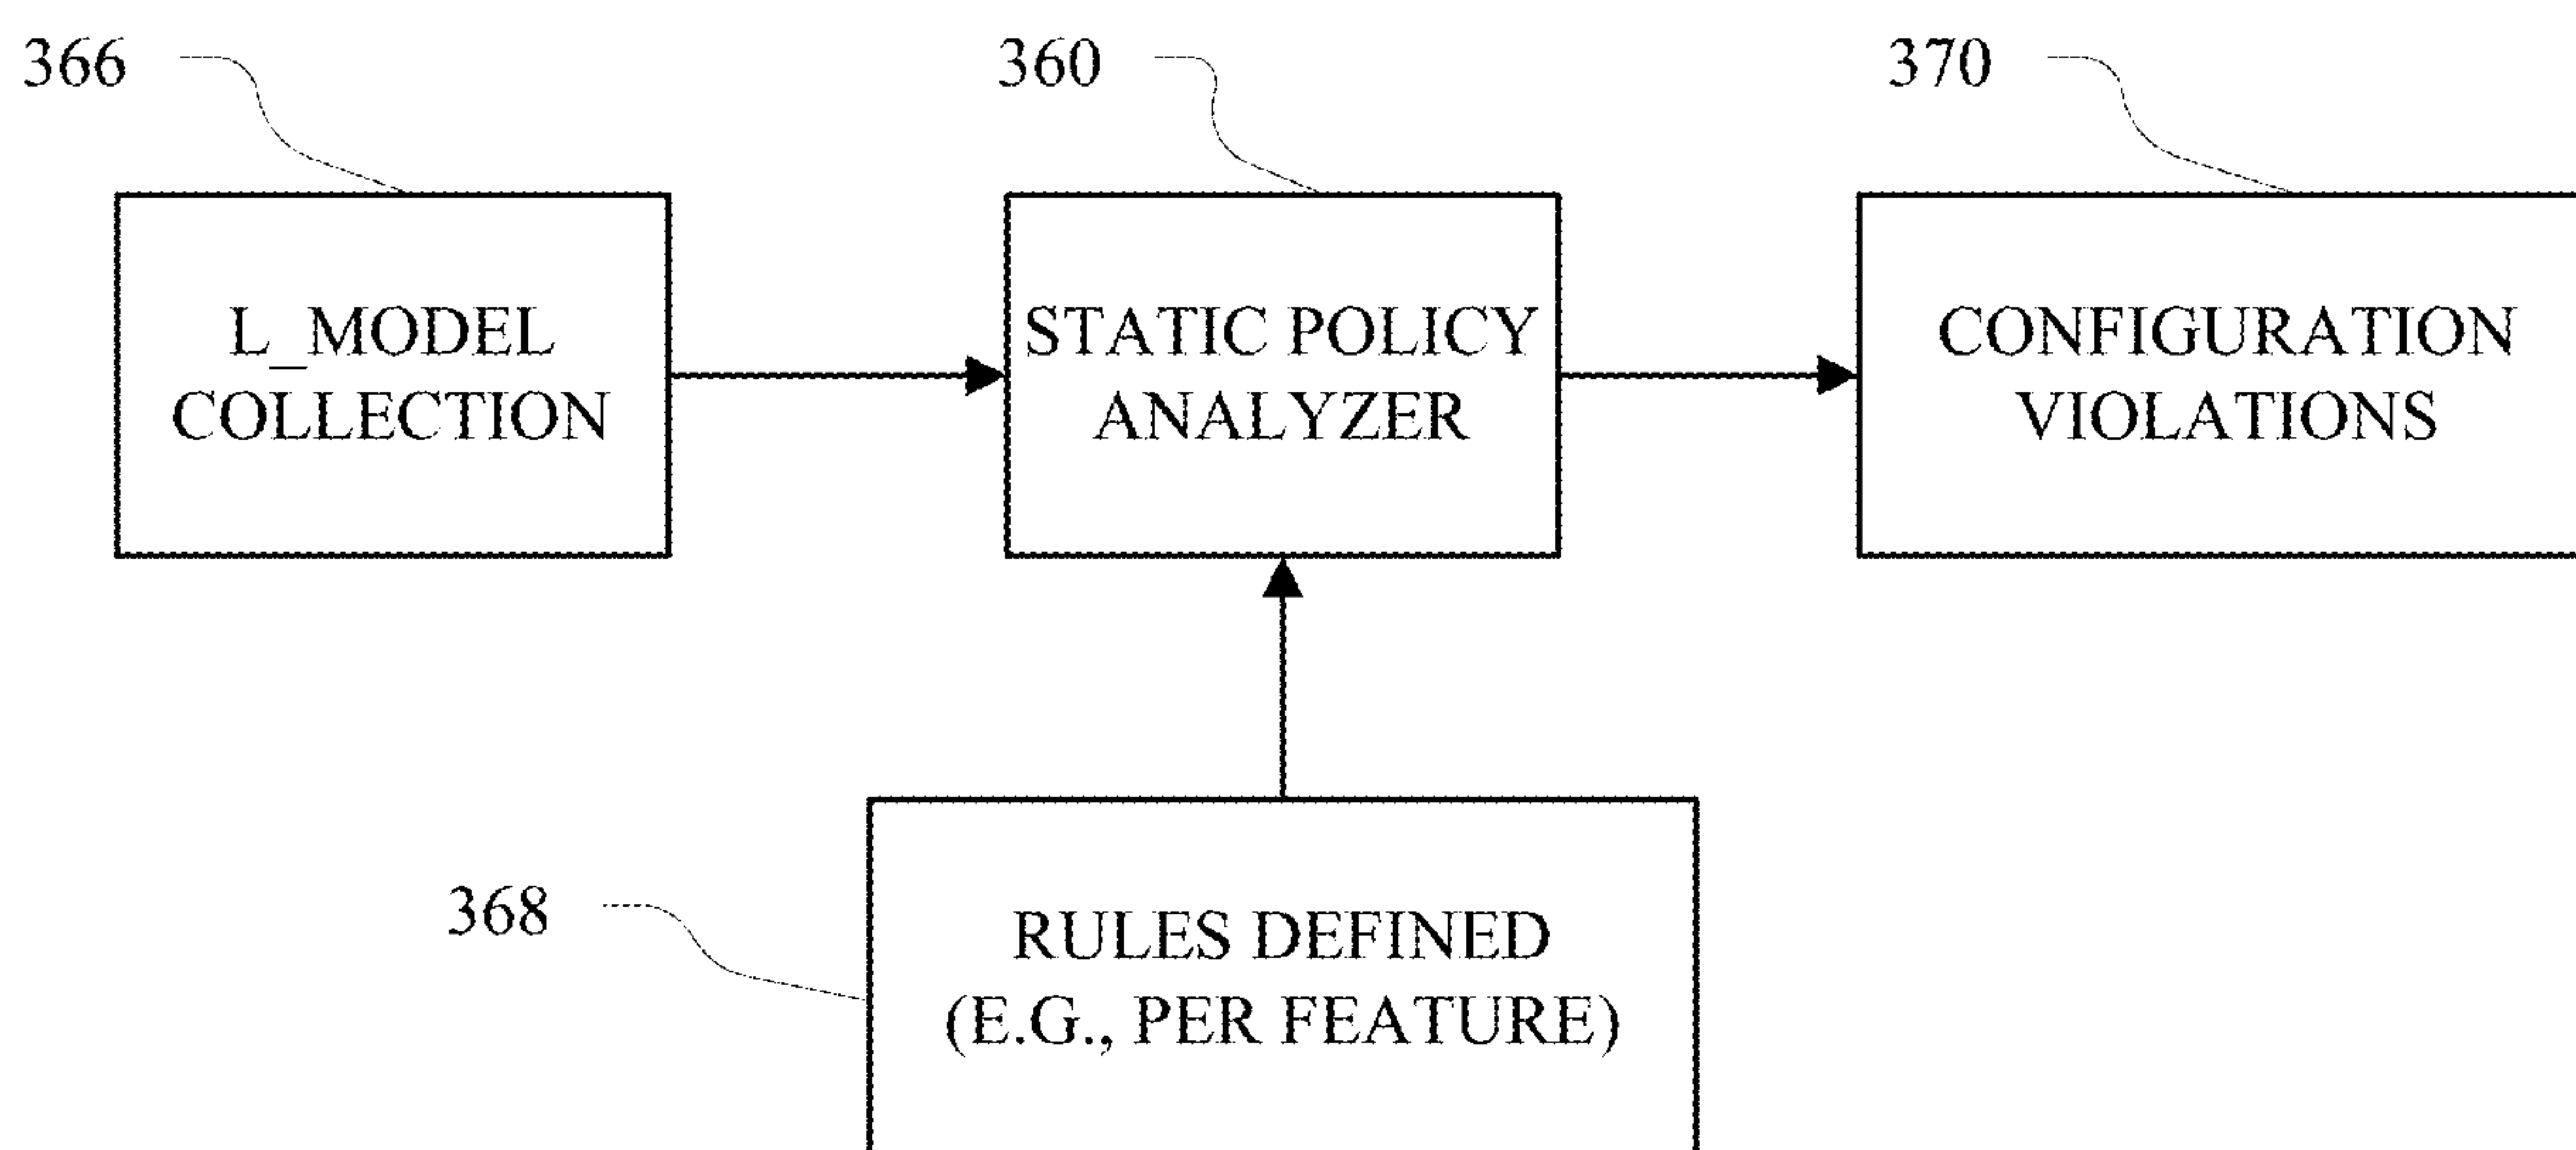 366
360
370
L_MODEL
COLLECTION
STATIC POLICY
ANALYZER
CONFIGURATION
VIOLATIONS
368
RULES DEFINED
(E.G., PER FEATURE)